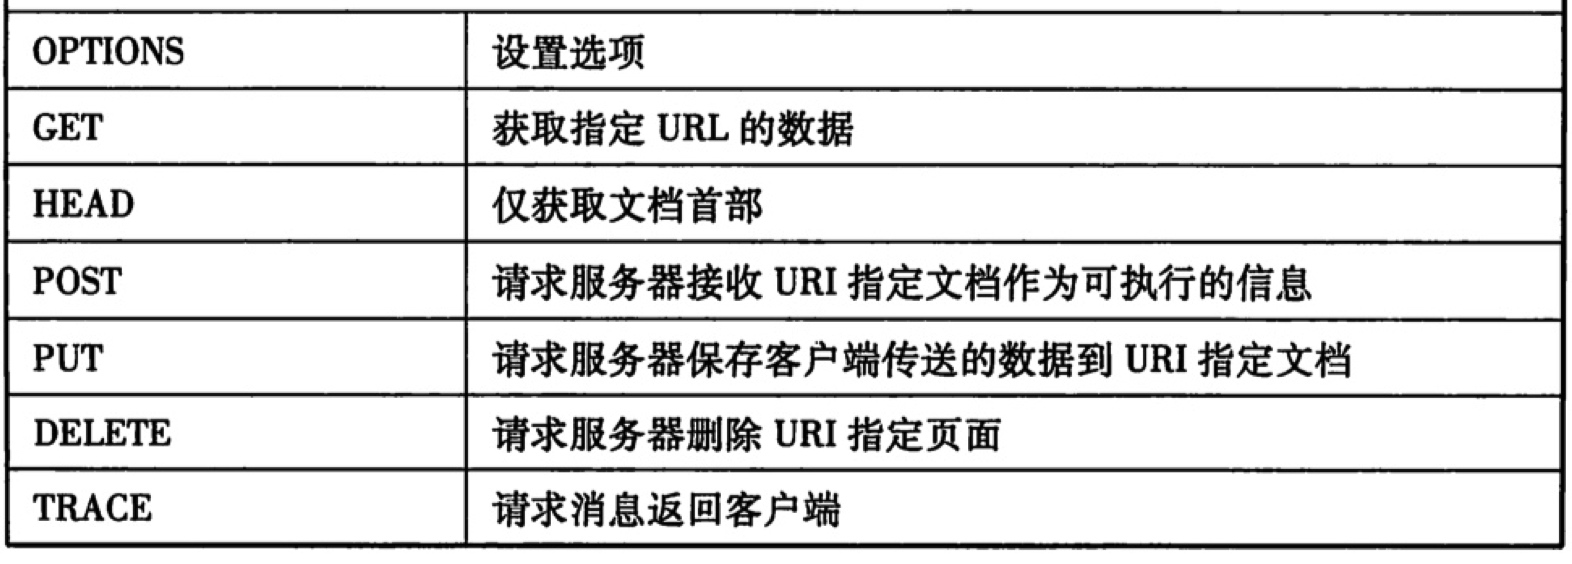 OPTIONS 设置选项
GET 获取指定 URL 的数据
HEAD 仅获取文档首部
POST 请求服务器接收 URI 指定文档作为可执行的信息
PUT 请求服务器保存客户端传送的数据到 URI 指定文档
DELETE 请求服务器删除 URI 指定页面
TRACE 请求消息返回客户端